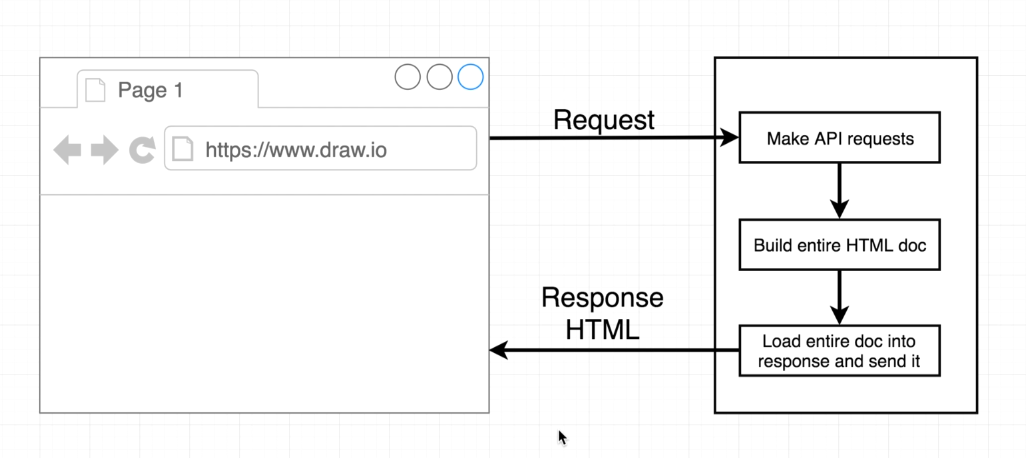 Page 1
https://www.draw.io
Request
Make API requests
Build entire HTML doc
Response
HTML
Load entire doc into
response and send it